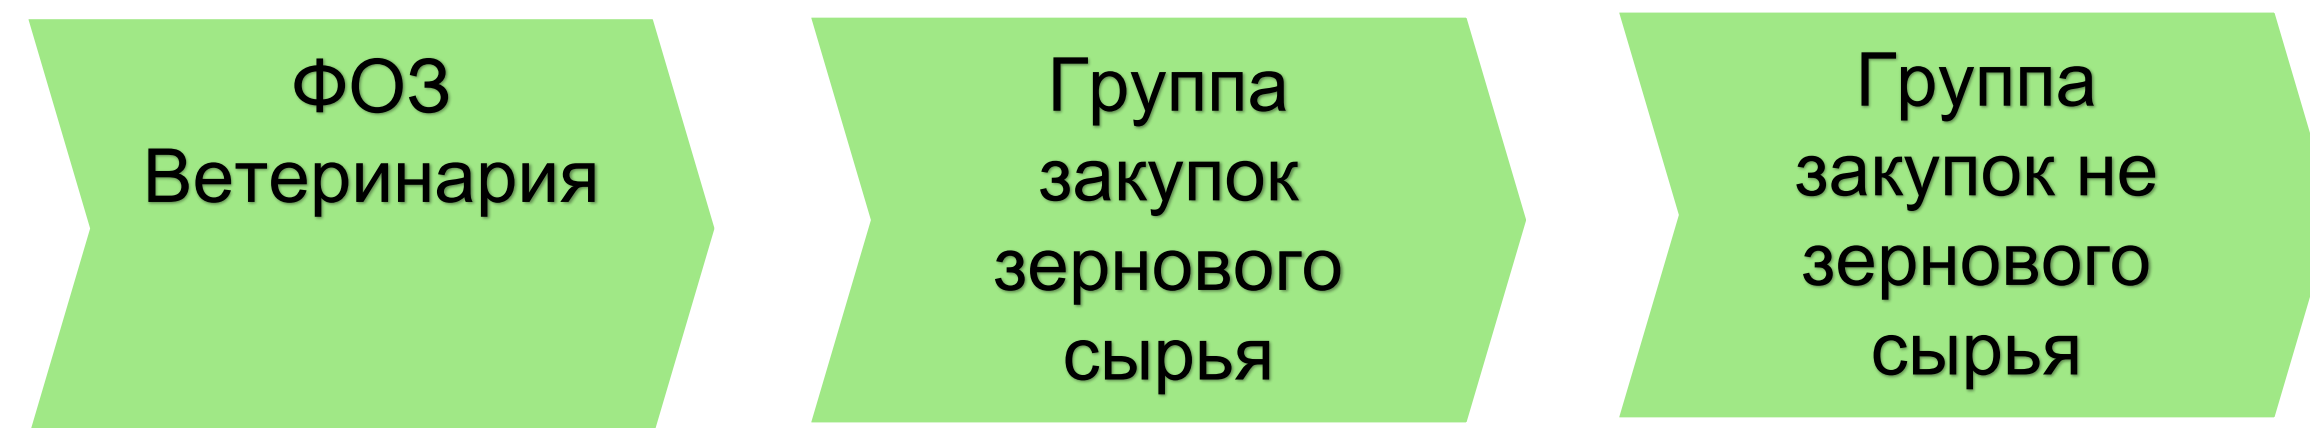 ФОЗ
Ветеринария
Группа
закупок
зернового
сырья
Группа
закупок не
зернового
сырья